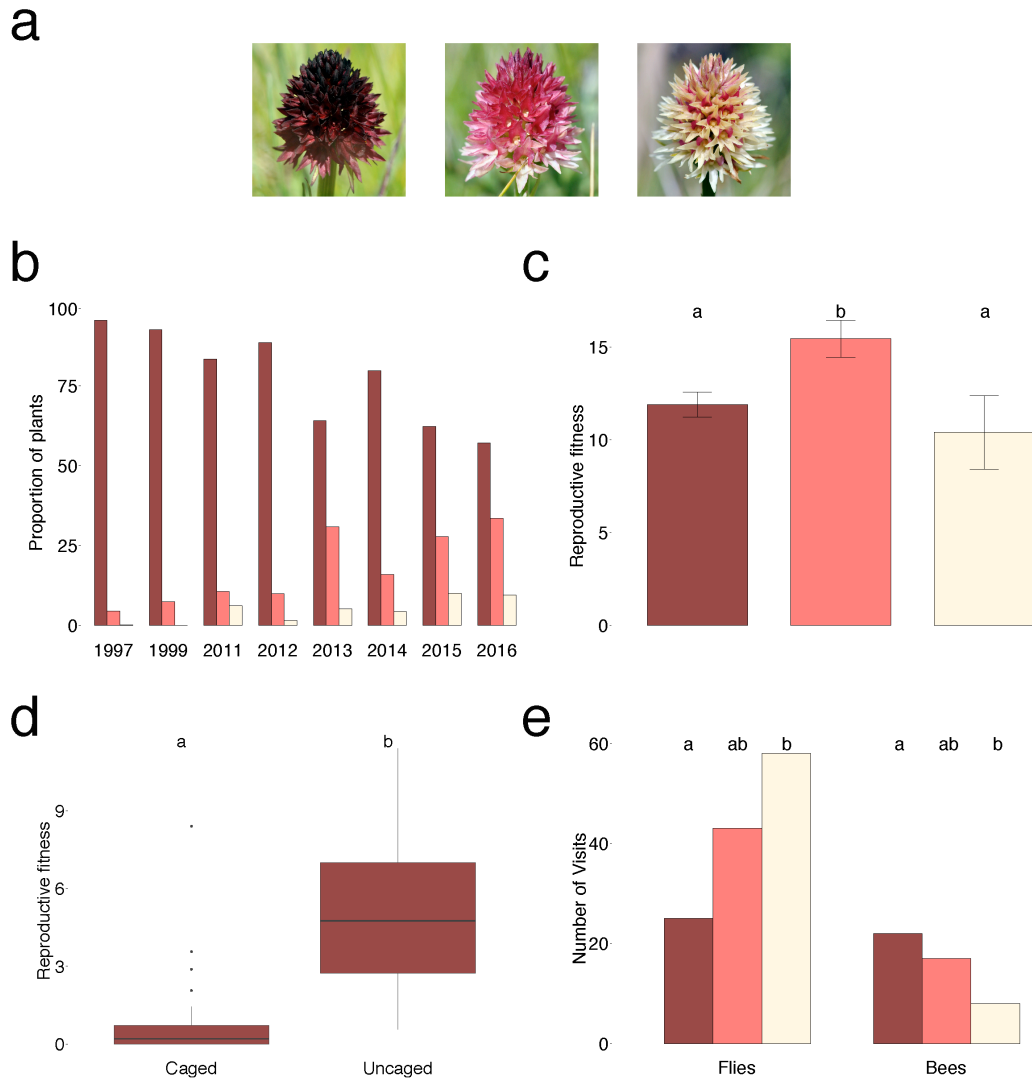 a
b
Proportion of plants
100
75
50
25
0
1997 1999 2011 2012 2013 2014 2015 2016
c
Reproductive fitness
a b a
15
10
5
0
d
Reproductive fitness
a b
9
6
3
0
Caged Uncaged
e
Number of Visits
60
40
20
0
a ab b a ab b
Flies Bees